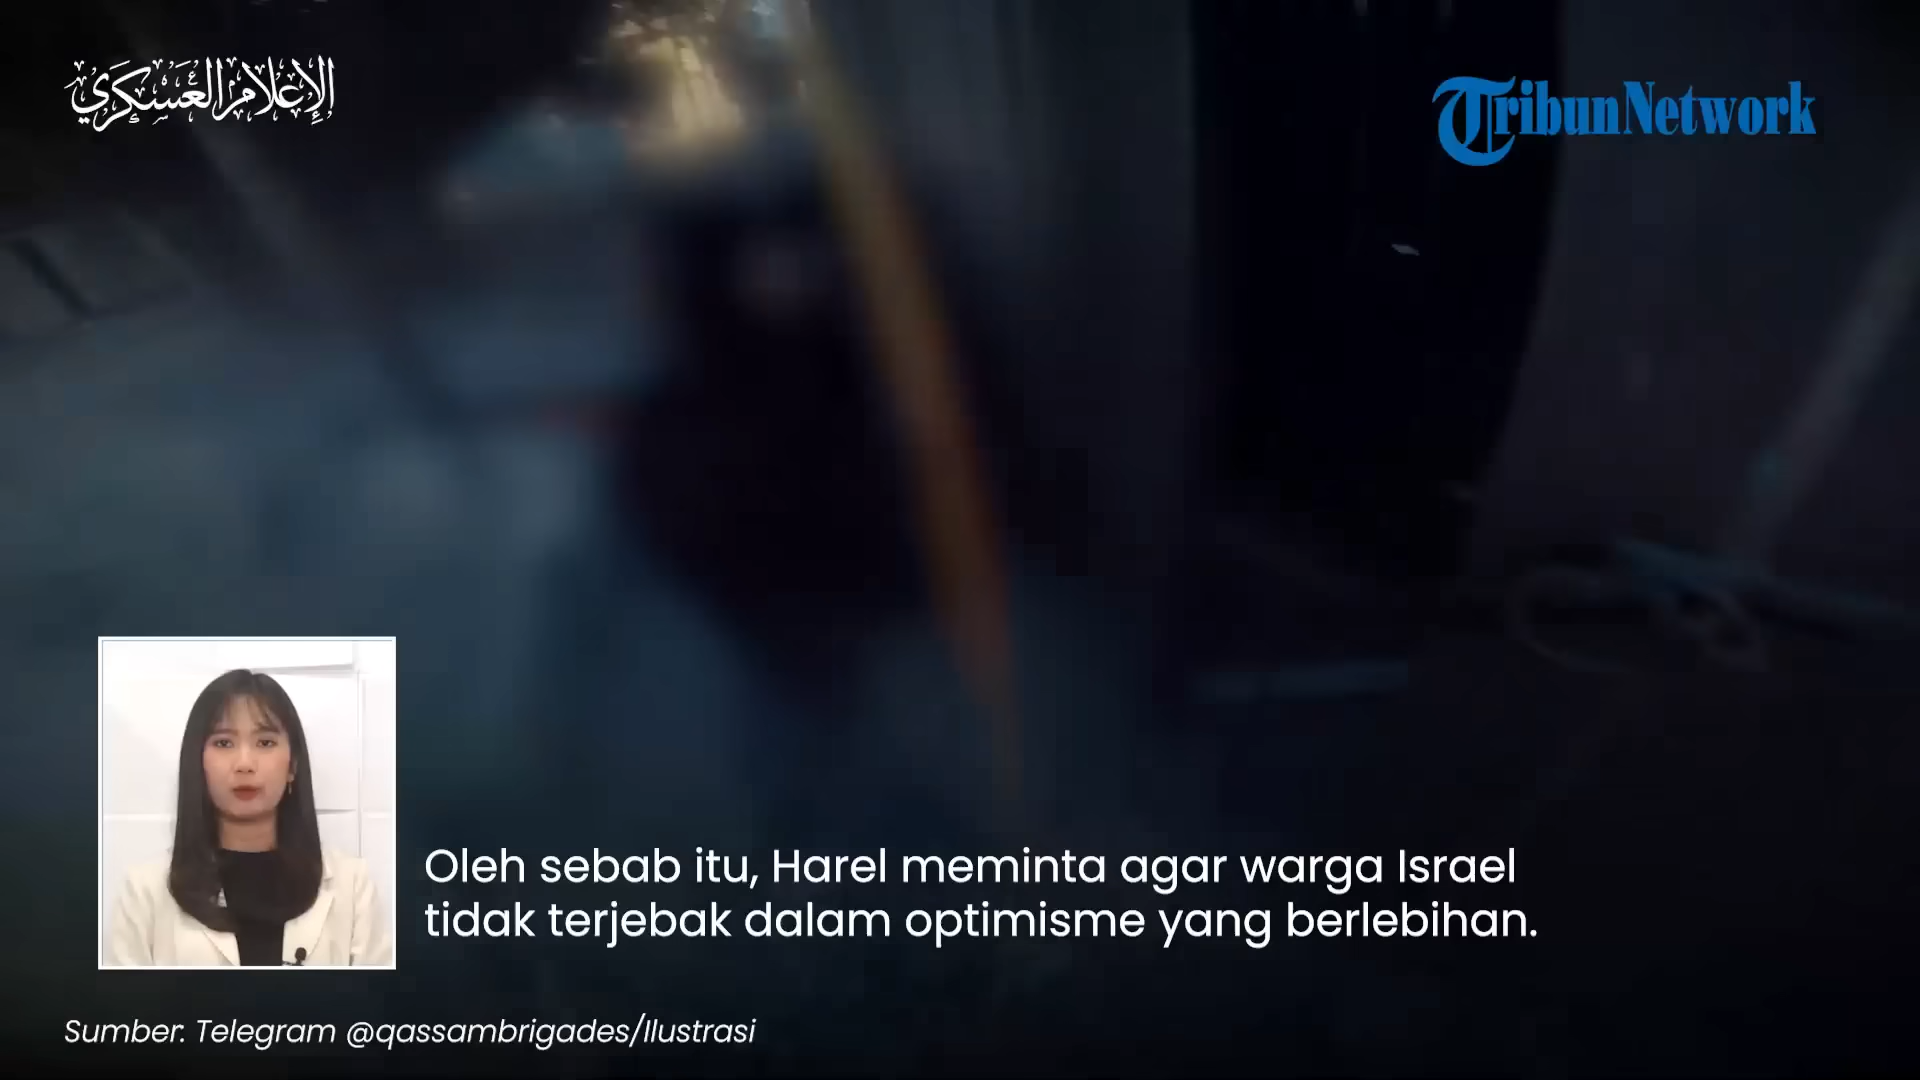 الإعلام العسكري
TribunNetwork
Oleh sebab itu, Harel meminta agar warga Israel
tidak terjebak dalam optimisme yang berlebihan.
Sumber: Telegram @qassambrigades/Ilustrasi